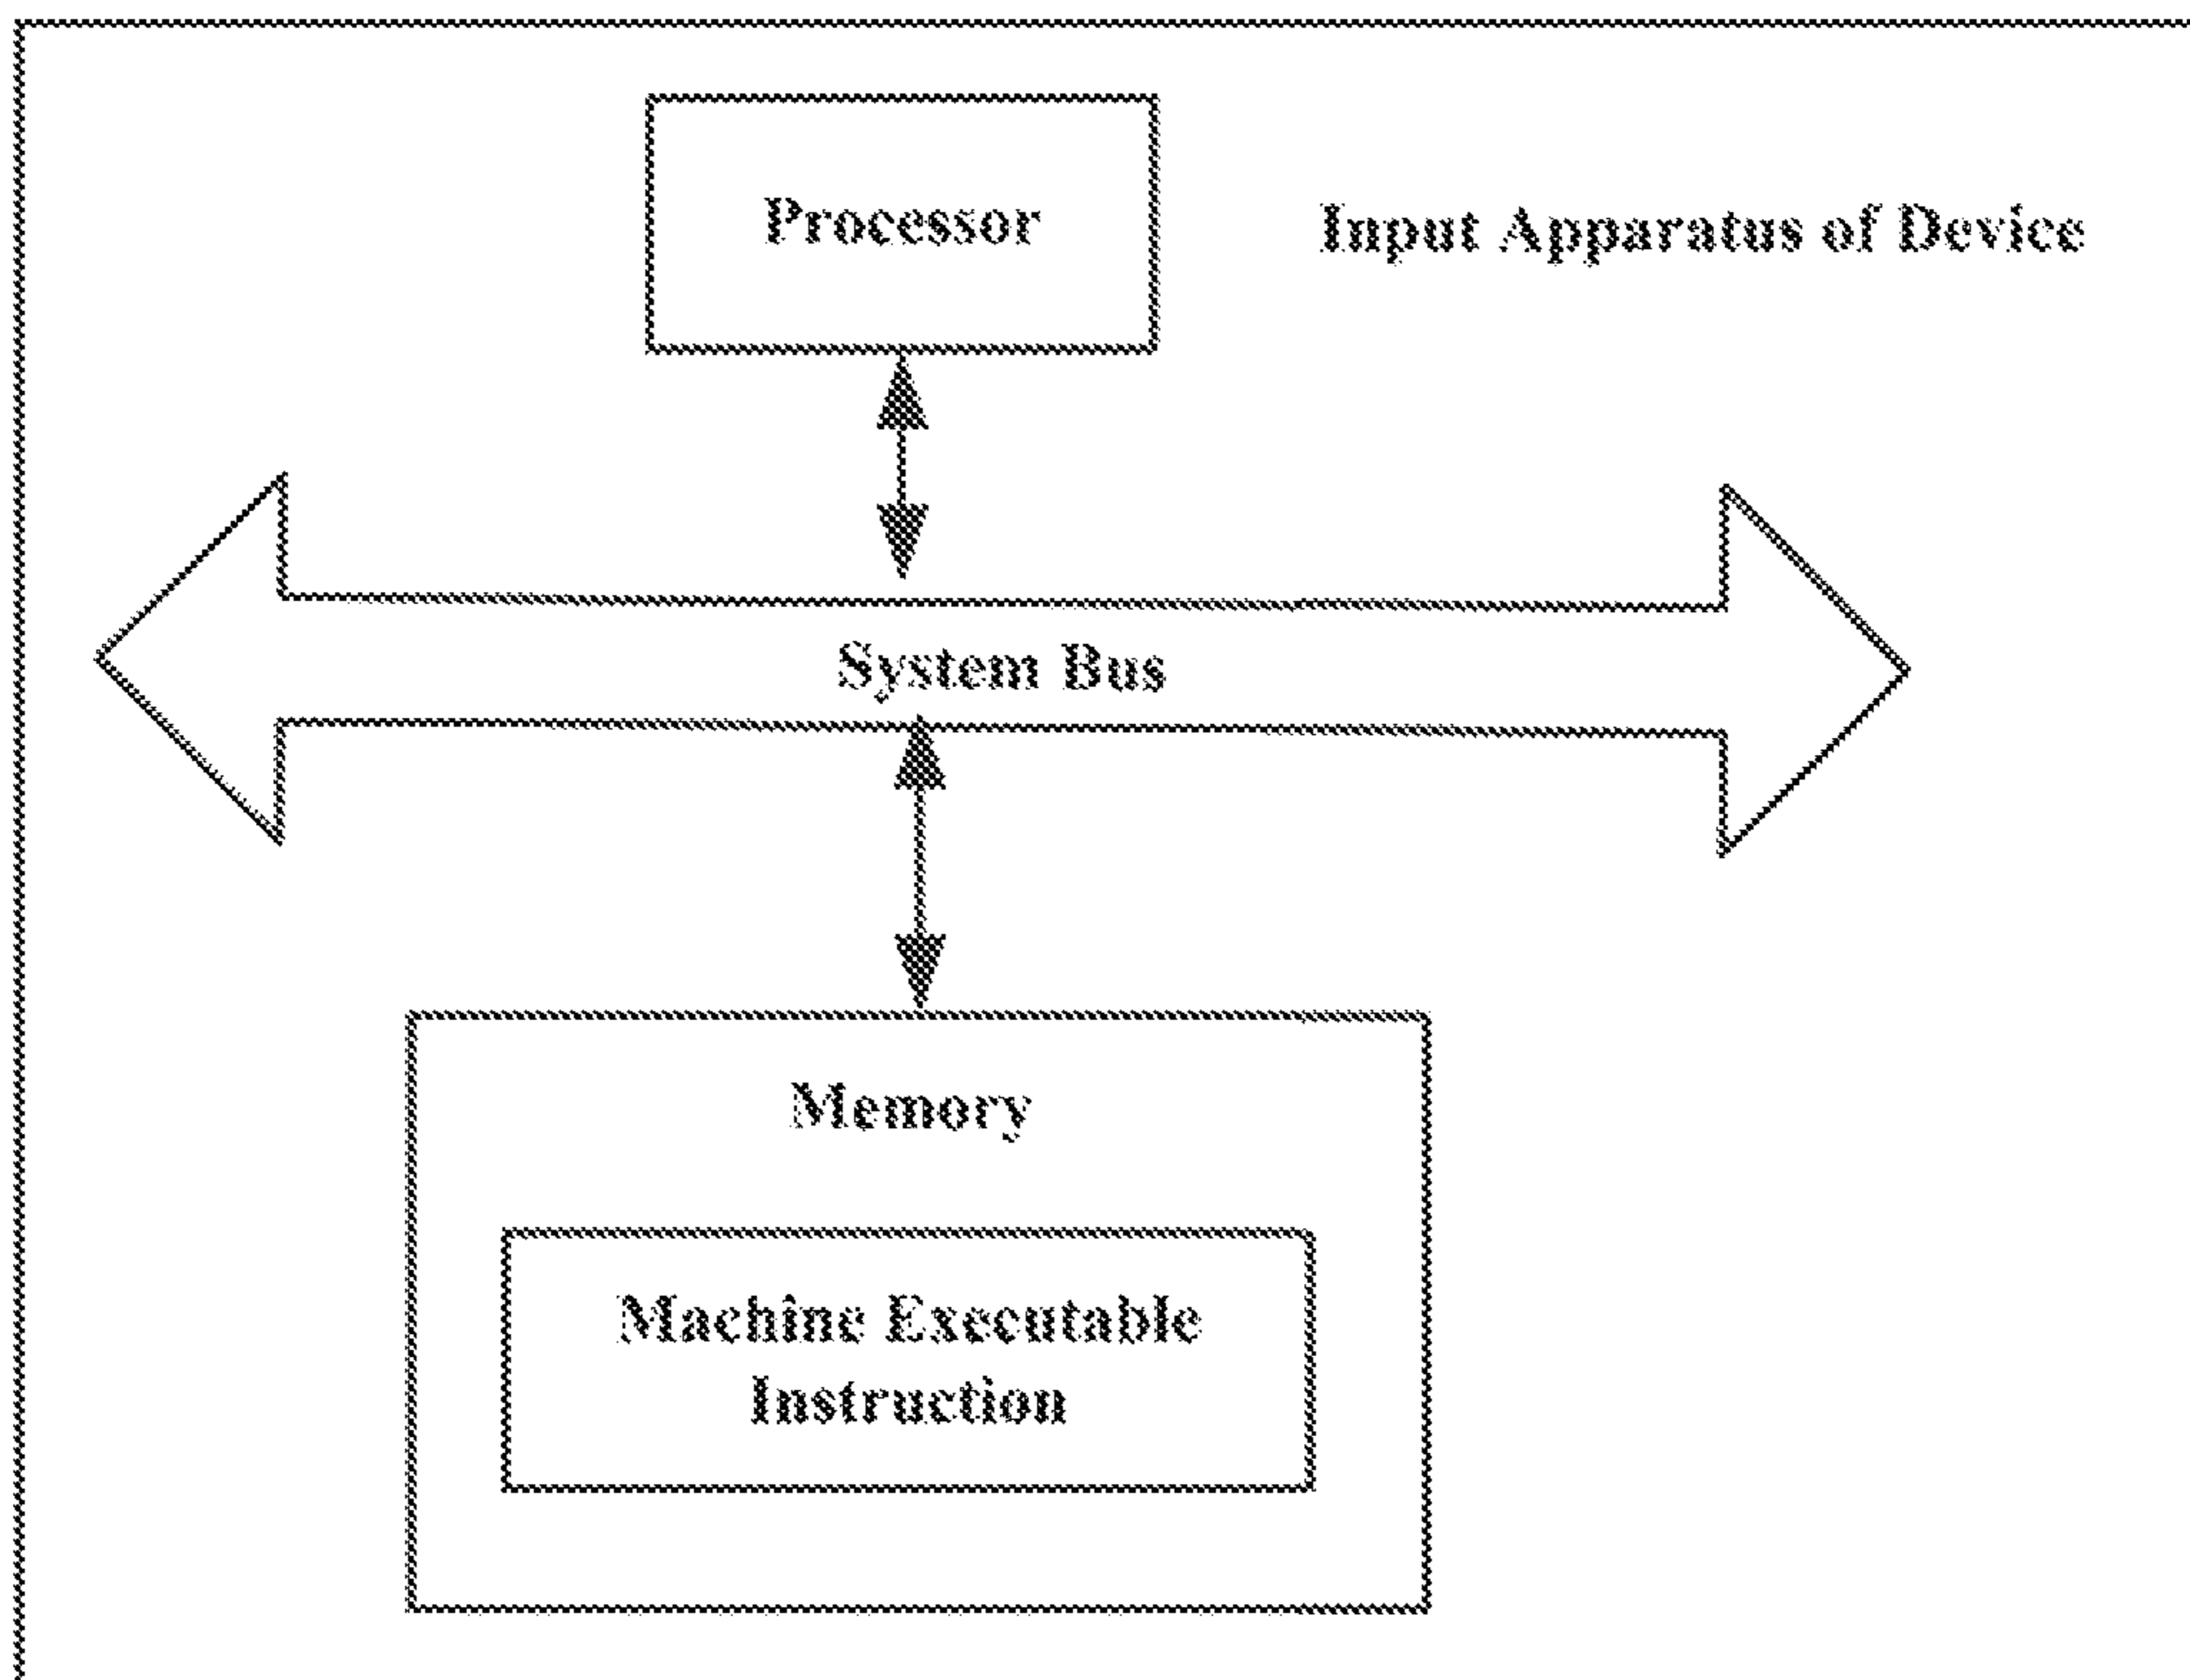 Processor
Input Apparatus of Device
System Bus
Memory
Machine Executable
Instruction